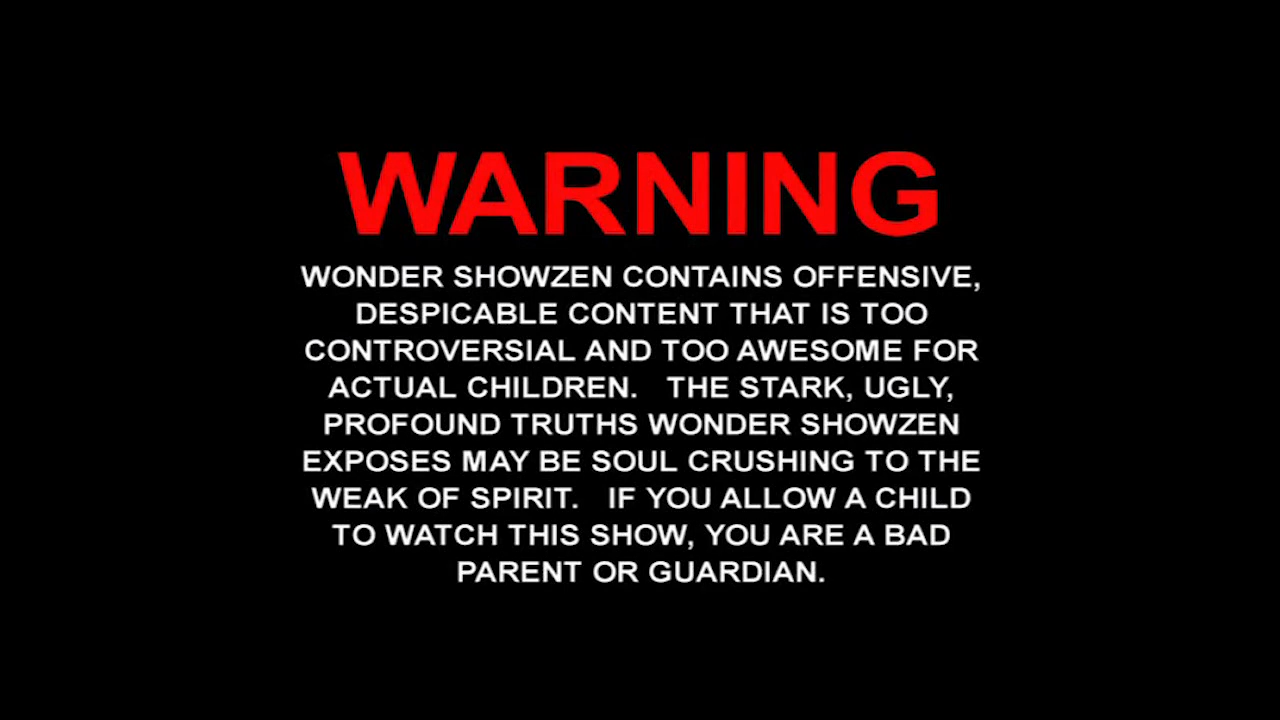 WARNING
WONDER SHOWZEN CONTAINS OFFENSIVE,
DESPICABLE CONTENT THAT IS TOO
CONTROVERSIAL AND TOO AWESOME FOR
ACTUAL CHILDREN.   THE STARK, UGLY,
PROFOUND TRUTHS WONDER SHOWZEN
EXPOSES MAY BE SOUL CRUSHING TO THE
WEAK OF SPIRIT.   IF YOU ALLOW A CHILD
TO WATCH THIS SHOW, YOU ARE A BAD
PARENT OR GUARDIAN.